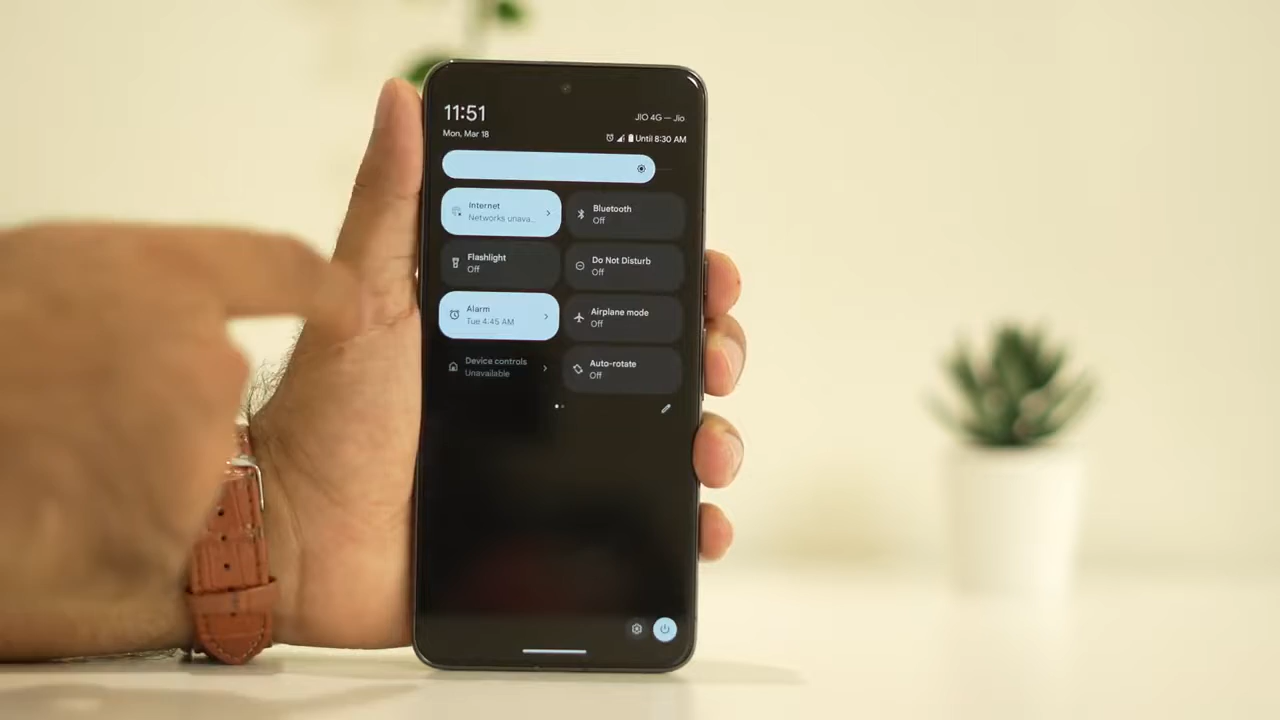 11:51
JIO 4G — Jio
Mon, Mar 18
Until 8:30 AM
Internet
Networks unava...
Bluetooth
Off
Flashlight
Off
Do Not Disturb
Off
Alarm
Tue 4:45 AM
Airplane mode
Off
Device controls
Unavailable
Auto-rotate
Off